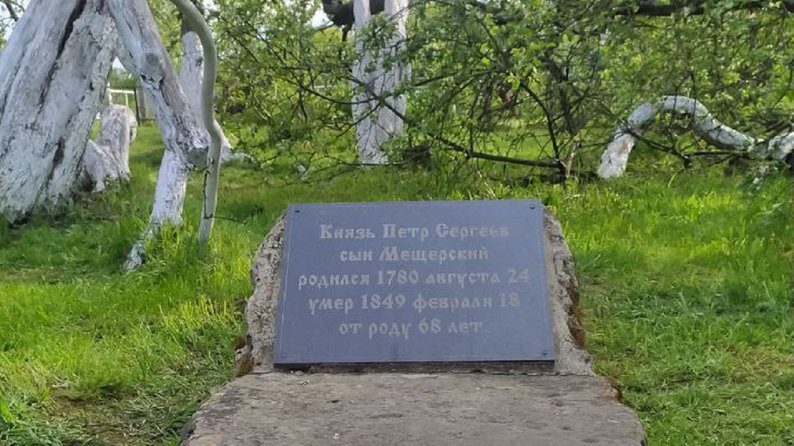 Князь Петр Сергеев
сын Мещерский
родился 1780 августа 24
умер 1849 февраля 18
от роду 68 лет